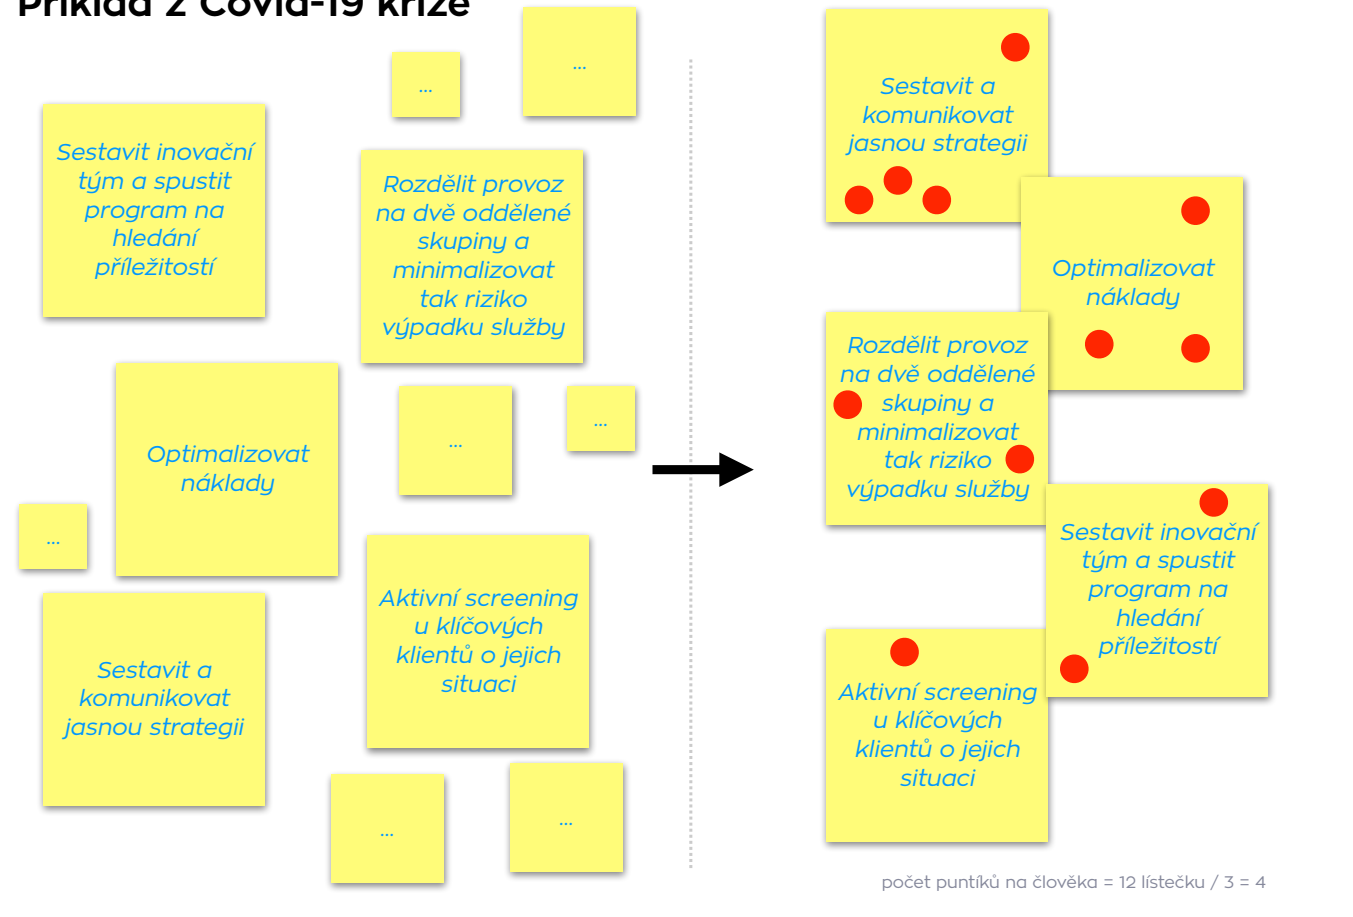 Příklad z Covid-19 krize
...
...
Sestavit inovační
tým a spustit
program na
hledání
příležitostí
Rozdělit provoz
na dvě oddělené
skupiny a
minimalizovat
tak riziko
výpadku služby
...
...
Optimalizovat
náklady
...
Sestavit a
komunikovat
jasnou strategii
Aktivní screening
u klíčových
klientů o jejich
situaci
...
...
Sestavit a
komunikovat
jasnou strategii
Optimalizovat
náklady
Rozdělit provoz
na dvě oddělené
skupiny a
minimalizovat
tak riziko
výpadku služby
Sestavit inovační
tým a spustit
program na
hledání
příležitostí
Aktivní screening
u klíčových
klientů o jejich
situaci
počet puntíků na člověka = 12 lístečku / 3 = 4